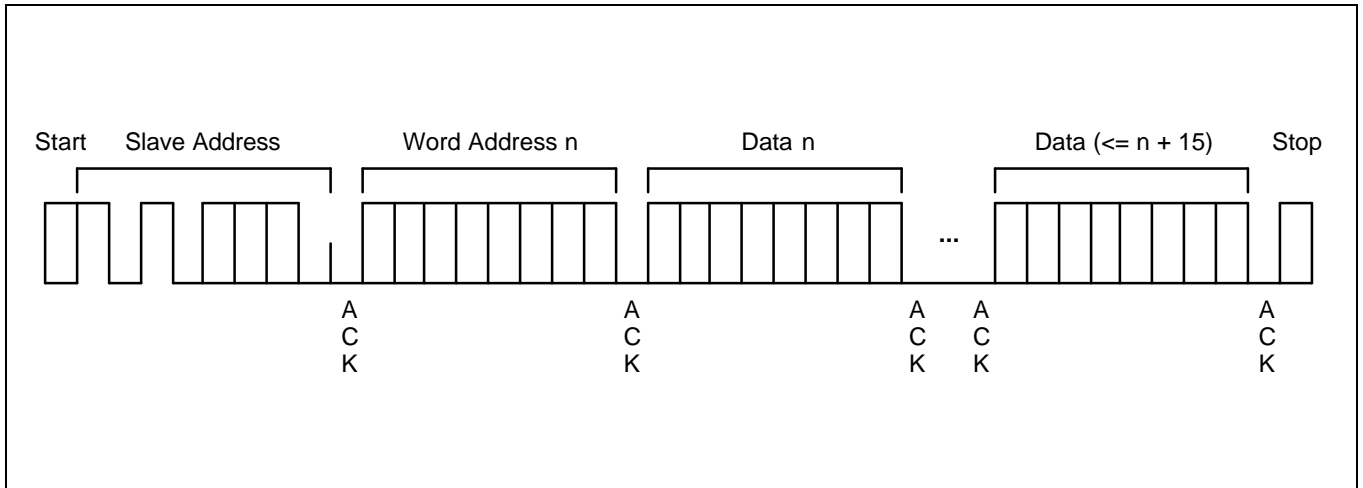 Start Slave Address Word Address n Data n Data (<= n + 15) Stop
...
A A A A A
C C C C C
K K K K K